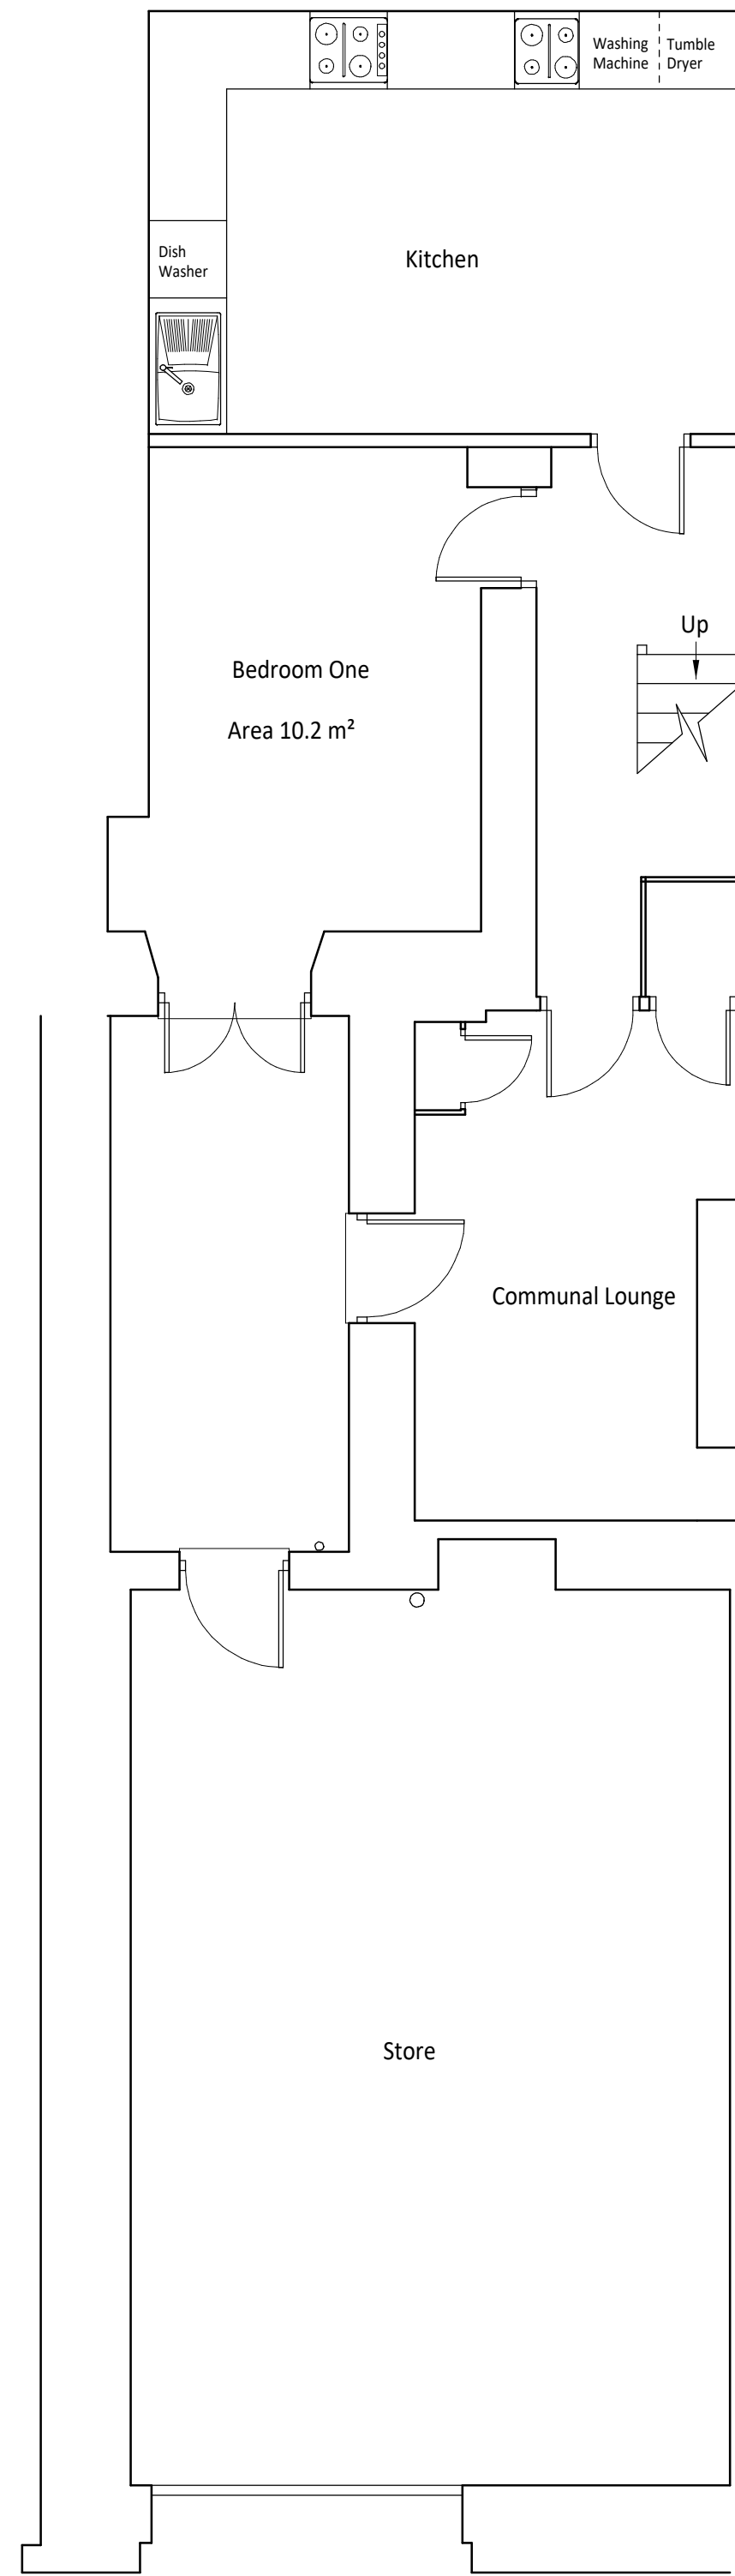 Washing
Machine
Tumble
Dryer
Dish
Washer
Kitchen
Up
Bedroom One
Area 10.2 m²
Communal Lounge
Store